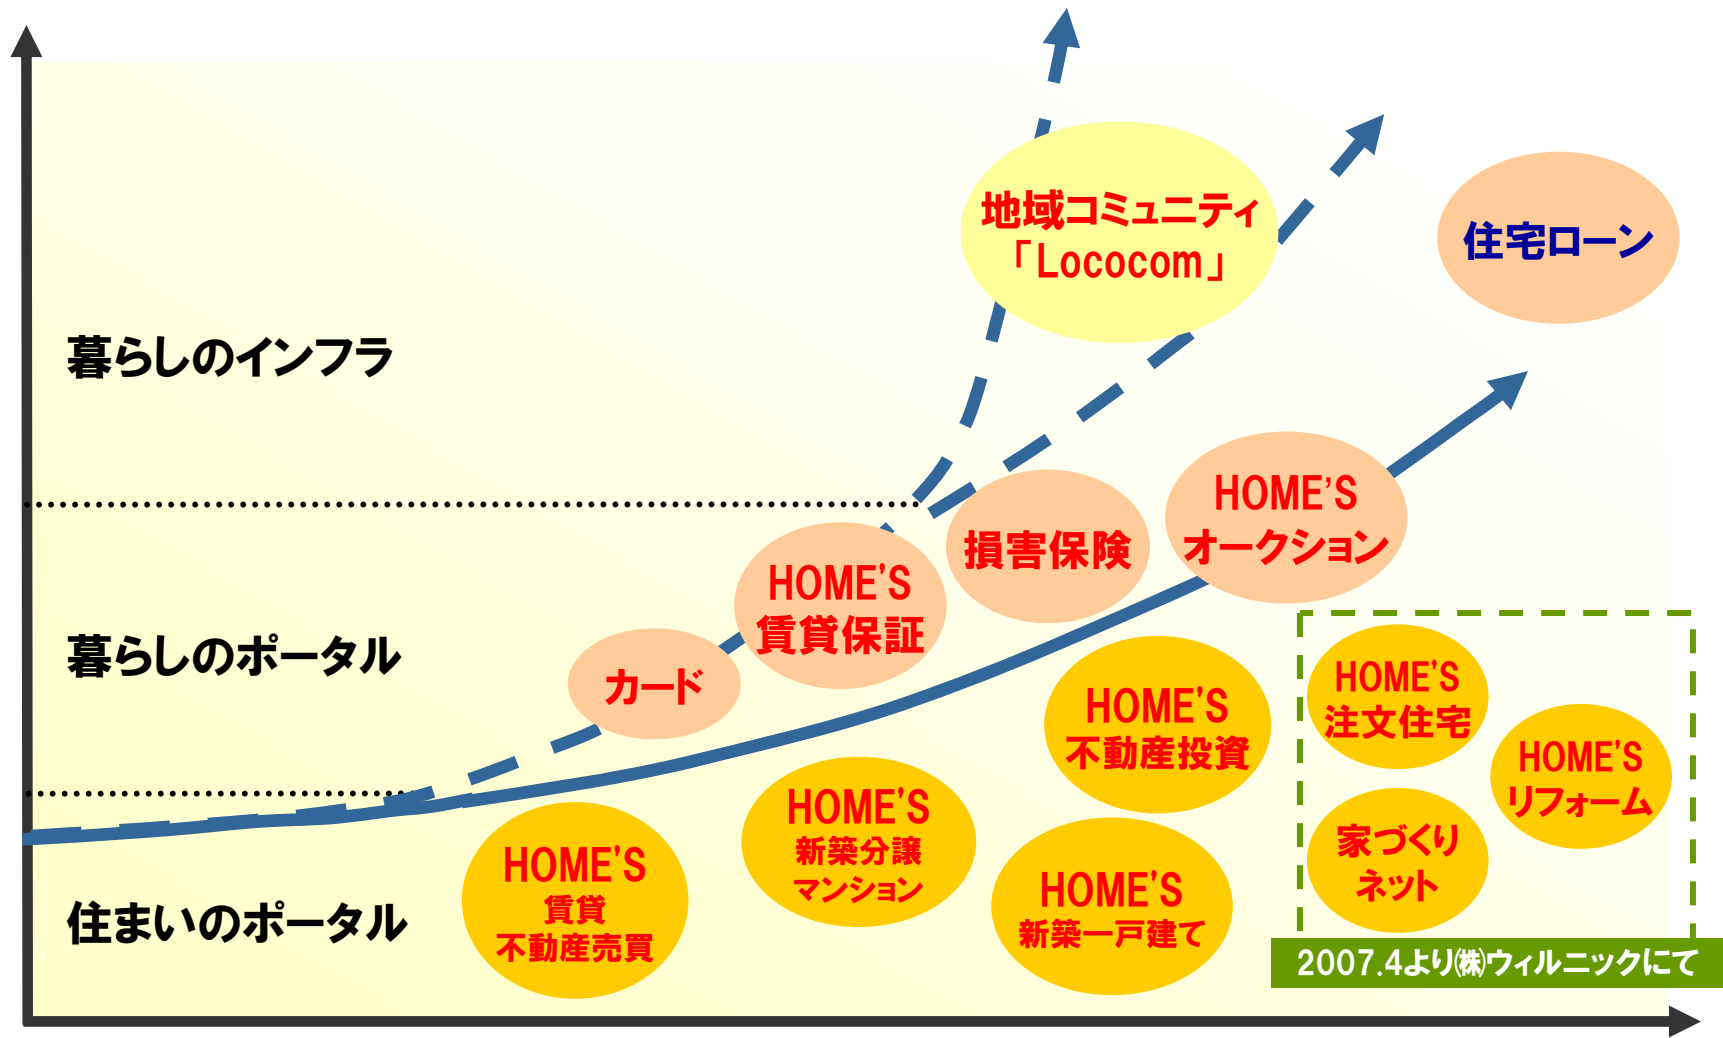 地域コミュニティ
「Lococom」
住宅ローン
暮らしのインフラ
HOME'S
オークション
損害保険
HOME'S
賃貸保証
カード
暮らしのポータル
HOME'S
不動産投資
HOME'S
注文住宅
HOME'S
リフォーム
家づくり
ネット
HOME'S
新築分譲
マンション
HOME'S
賃貸
不動産売買
HOME'S
新築一戸建て
住まいのポータル
2007.4より㈱ウィルニックにて